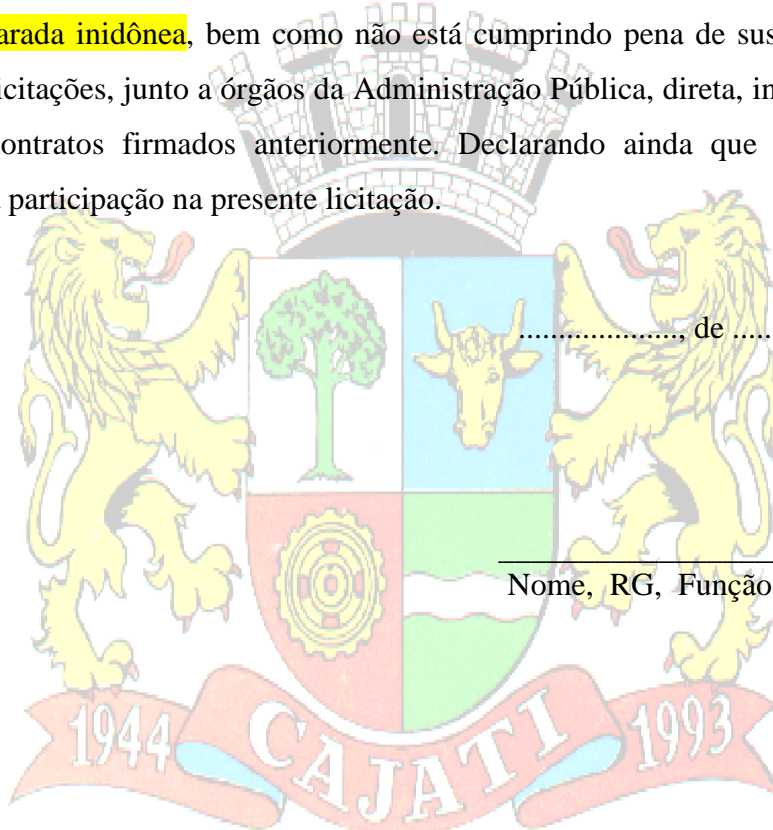 arada inidônea, bem como não está cumprindo pena de sus
icitações, junto a órgãos da Administração Pública, direta, in
ontratos firmados anteriormente. Declarando ainda que
participação na presente licitação.
...................., de .....
Nome, RG, Função
1944 CAJATI 1993